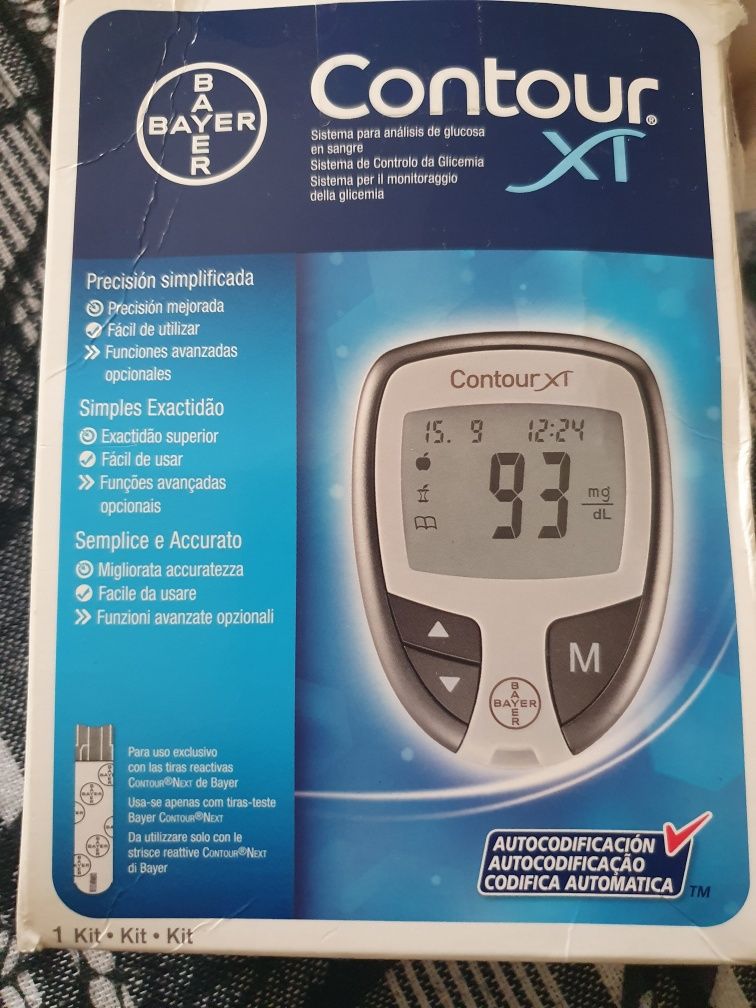 BAYER
BAYER
Contour®
XT
Sistema para análisis de glucosa
en sangre
Sistema de Controlo da Glicemia
Sistema per il monitoraggio
della glicemia
Precisión simplificada
Precisión mejorada
Fácil de utilizar
Funciones avanzadas
opcionales
Simples Exactidão
Exactidão superior
Fácil de usar
Funções avançadas
opcionais
Semplice e Accurato
Migliorata accuratezza
Facile da usare
Funzioni avanzate opzionali
Contour XT
15. 9 12:24
93 mg/dL
M
BAYER
BAYER
Para uso exclusivo
con las tiras reactivas
CONTOUR®NEXT de Bayer
Usa-se apenas com tiras-teste
Bayer CONTOUR®NEXT
Da utilizzare solo con le
strisce reattive CONTOUR®NEXT
di Bayer
BAYER
BAYER
BAYER
AUTOCODIFICACIÓN
AUTOCODIFICAÇÃO
CODIFICA AUTOMATICA
TM
1 Kit • Kit • Kit